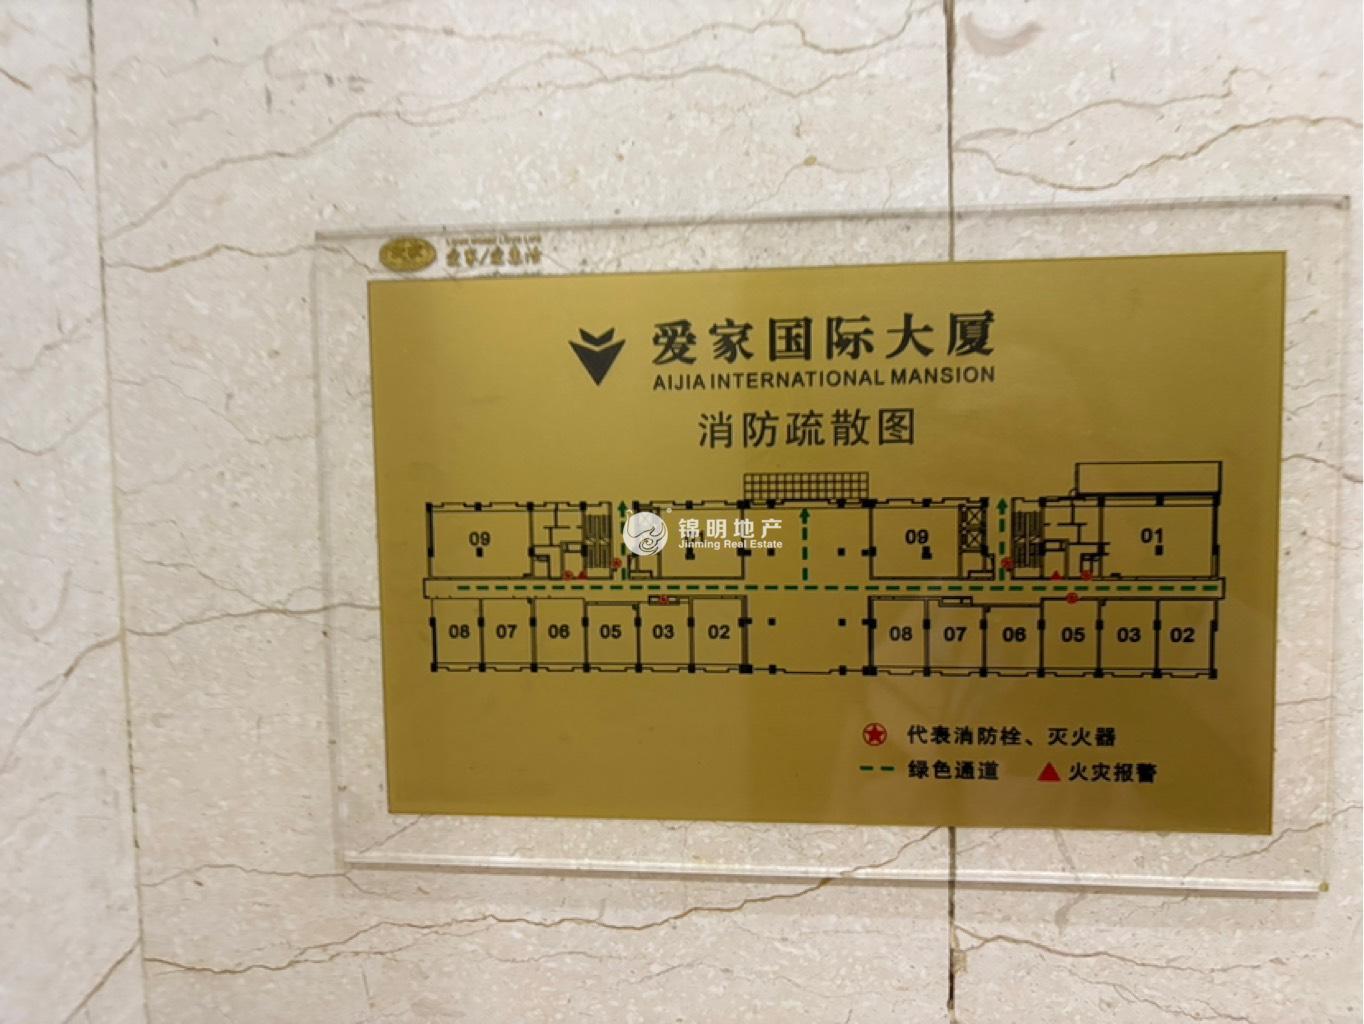 爱家国际大厦
AIJIA INTERNATIONAL MANSION
消防疏散图
09
09
01
锦明地产
Jinming Real Estate
08 07 06 05 03 02
08 07 06 05 03 02
代表消防栓、灭火器
绿色通道
火灾报警